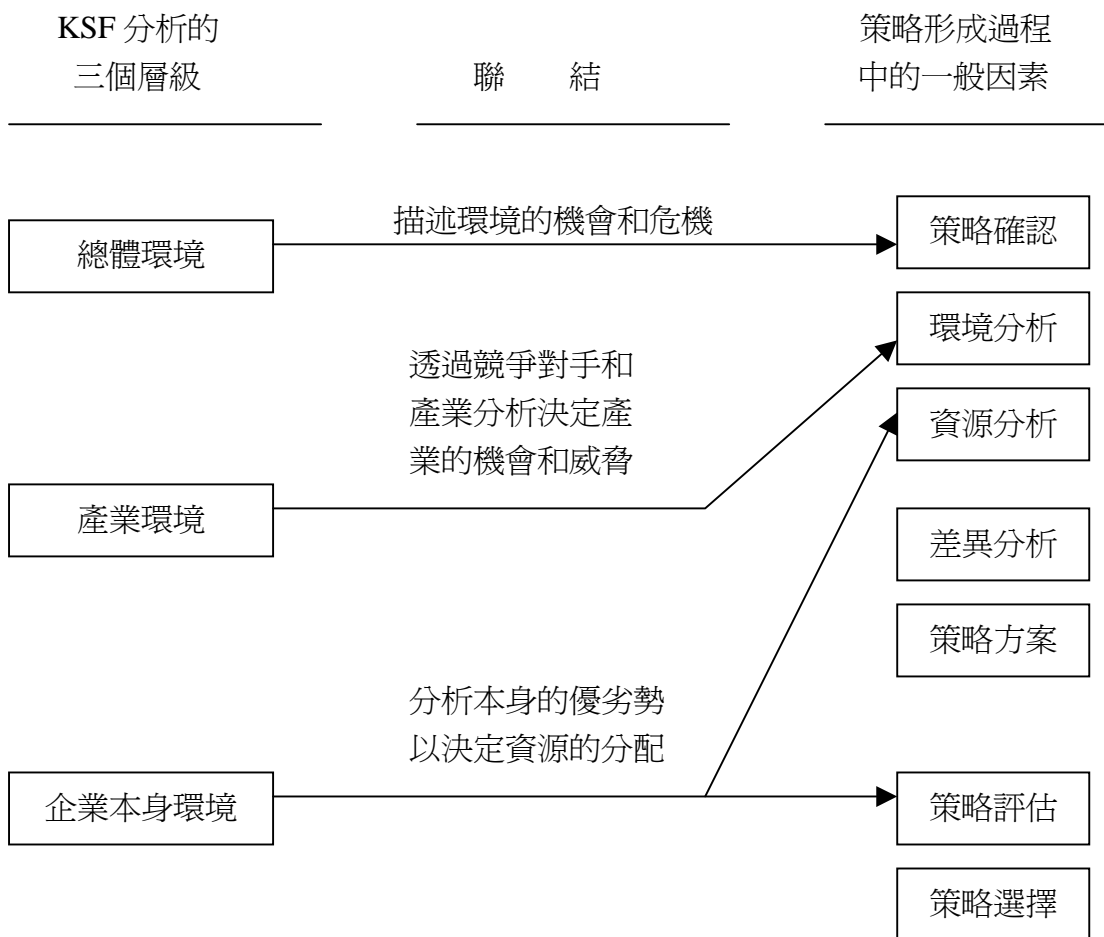 KSF 分析的
三個層級
聯 結
策略形成過程
中的一般因素
總體環境
描述環境的機會和危機
策略確認
環境分析
透過競爭對手和
產業分析決定產
業的機會和威脅
資源分析
產業環境
差異分析
策略方案
分析本身的優劣勢
以決定資源的分配
企業本身環境
策略評估
策略選擇